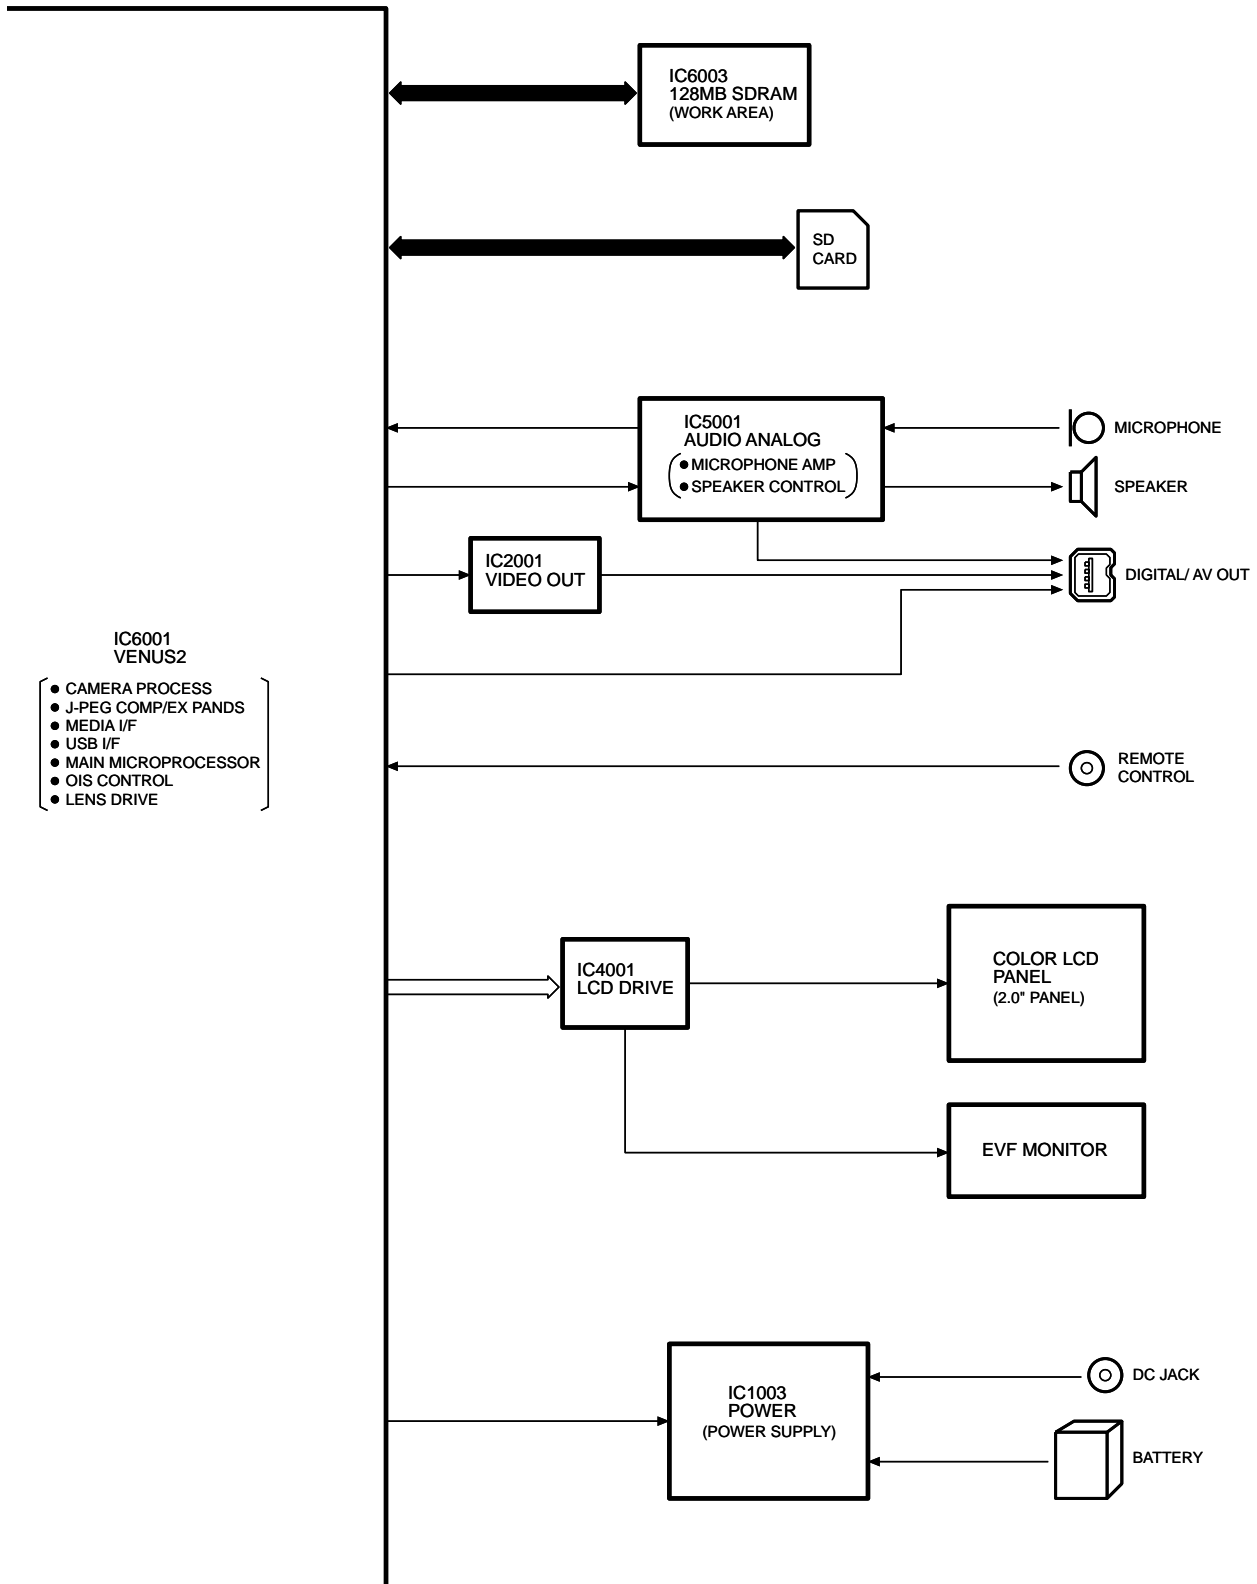 IC6003
128MB SDRAM
(WORK AREA)
SD
CARD
IC5001
AUDIO ANALOG
● MICROPHONE AMP
● SPEAKER CONTROL
MICROPHONE
SPEAKER
IC2001
VIDEO OUT
DIGITAL/ AV OUT
IC6001
VENUS2
● CAMERA PROCESS
● J-PEG COMP/EX PANDS
● MEDIA I/F
● USB I/F
● MAIN MICROPROCESSOR
● OIS CONTROL
● LENS DRIVE
REMOTE
CONTROL
IC4001
LCD DRIVE
COLOR LCD
PANEL
(2.0" PANEL)
EVF MONITOR
IC1003
POWER
(POWER SUPPLY)
DC JACK
BATTERY